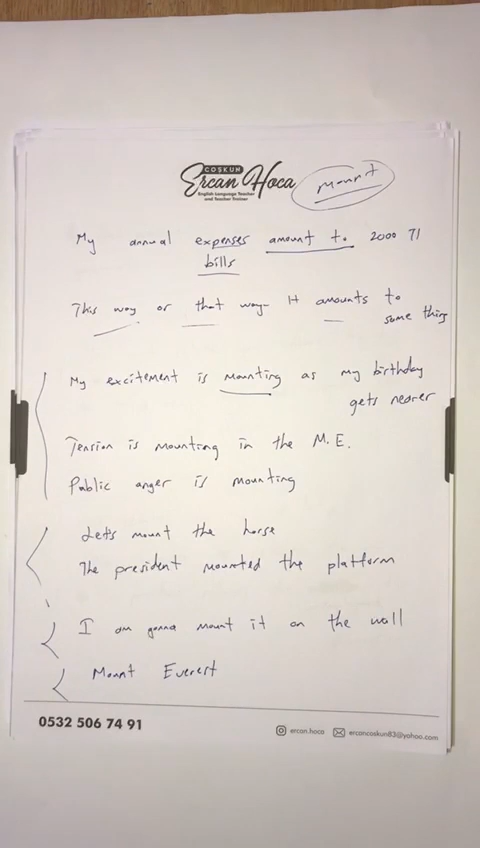 COSKUN
Ercan Hoca
English Language Teacher
and Teacher Trainer
mount
My annual expenses amount to 2000 Tl
bills
This way or that way It amounts to
some thing
My excitement is mounting as my birthday
gets nearer
Tension is mounting in the M.E.
Public anger is mounting
Let's mount the horse
The president mounted the platform
I am gonna mount it on the wall
Mount Everest
0532 506 74 91
ercan.hoca
ercancoskun83@yahoo.com